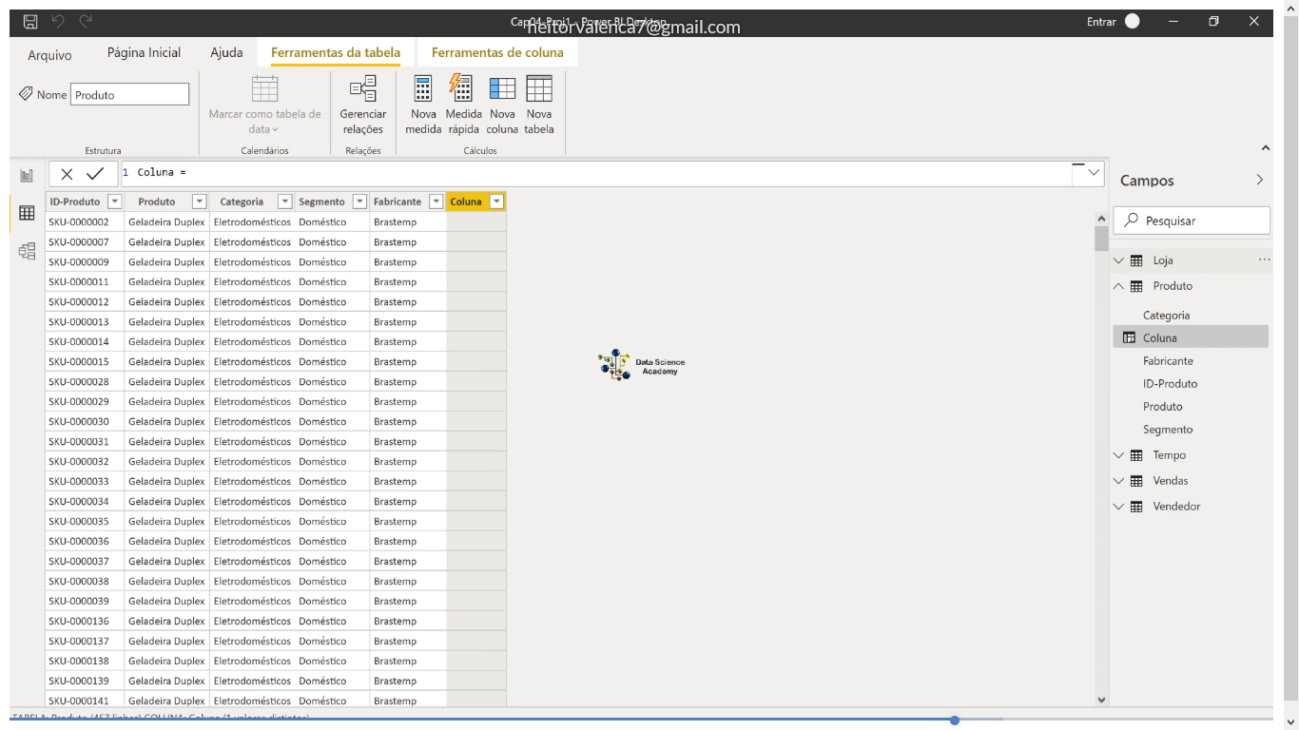 Cap04-Proj1 - Power BI Desktop
heitorvalenca7@gmail.com
Entrar
Arquivo Página Inicial Ajuda Ferramentas da tabela Ferramentas de coluna
Nome Produto
Marcar como tabela de
data
Gerenciar
relações
Nova
medida
Medida
rápida
Nova
coluna
Nova
tabela
Estrutura Calendários Relações Cálculos
1 Coluna =
ID-Produto Produto Categoria Segmento Fabricante Coluna
SKU-0000002 Geladeira Duplex Eletrodomésticos Doméstico Brastemp
SKU-0000007 Geladeira Duplex Eletrodomésticos Doméstico Brastemp
SKU-0000009 Geladeira Duplex Eletrodomésticos Doméstico Brastemp
SKU-0000011 Geladeira Duplex Eletrodomésticos Doméstico Brastemp
SKU-0000012 Geladeira Duplex Eletrodomésticos Doméstico Brastemp
SKU-0000013 Geladeira Duplex Eletrodomésticos Doméstico Brastemp
SKU-0000014 Geladeira Duplex Eletrodomésticos Doméstico Brastemp
SKU-0000015 Geladeira Duplex Eletrodomésticos Doméstico Brastemp
SKU-0000028 Geladeira Duplex Eletrodomésticos Doméstico Brastemp
SKU-0000029 Geladeira Duplex Eletrodomésticos Doméstico Brastemp
SKU-0000030 Geladeira Duplex Eletrodomésticos Doméstico Brastemp
SKU-0000031 Geladeira Duplex Eletrodomésticos Doméstico Brastemp
SKU-0000032 Geladeira Duplex Eletrodomésticos Doméstico Brastemp
SKU-0000033 Geladeira Duplex Eletrodomésticos Doméstico Brastemp
SKU-0000034 Geladeira Duplex Eletrodomésticos Doméstico Brastemp
SKU-0000035 Geladeira Duplex Eletrodomésticos Doméstico Brastemp
SKU-0000036 Geladeira Duplex Eletrodomésticos Doméstico Brastemp
SKU-0000037 Geladeira Duplex Eletrodomésticos Doméstico Brastemp
SKU-0000038 Geladeira Duplex Eletrodomésticos Doméstico Brastemp
SKU-0000039 Geladeira Duplex Eletrodomésticos Doméstico Brastemp
SKU-0000136 Geladeira Duplex Eletrodomésticos Doméstico Brastemp
SKU-0000137 Geladeira Duplex Eletrodomésticos Doméstico Brastemp
SKU-0000138 Geladeira Duplex Eletrodomésticos Doméstico Brastemp
SKU-0000139 Geladeira Duplex Eletrodomésticos Doméstico Brastemp
SKU-0000141 Geladeira Duplex Eletrodomésticos Doméstico Brastemp
TABELA: Produto (457 linhas) COLUNA: Coluna (1 valores distintos)
Data Science
Academy
Campos
Pesquisar
Loja
Produto
Categoria
Coluna
Fabricante
ID-Produto
Produto
Segmento
Tempo
Vendas
Vendedor